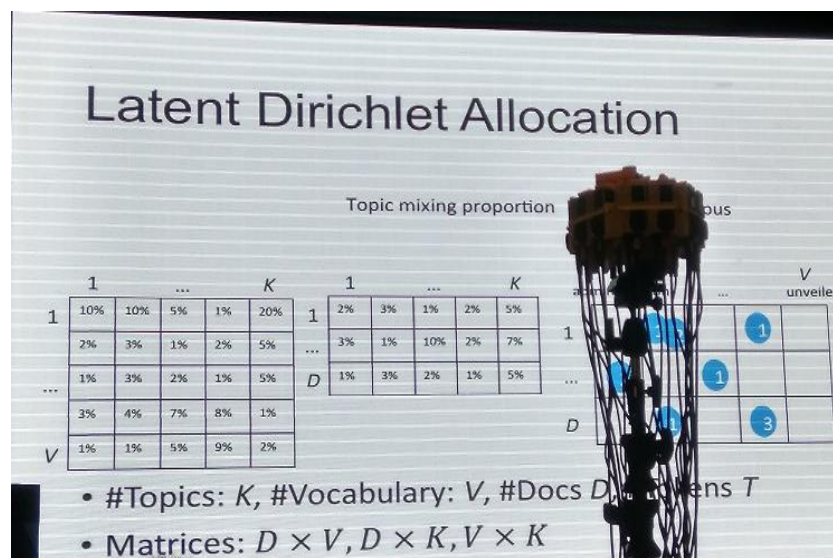 Latent Dirichlet Allocation
Topic mixing proportion
1 ... K
1 10% 10% 5% 1% 20%
2% 3% 1% 2% 5%
... 1% 3% 2% 1% 5%
3% 4% 7% 8% 1%
V 1% 1% 5% 9% 2%
1 ... K
1 2% 3% 1% 2% 5%
... 3% 1% 10% 2% 7%
D 1% 3% 2% 1% 5%
... V
unveile
1 1
... 1
D 1 3
• #Topics: K, #Vocabulary: V, #Docs D, T
• Matrices: D × V, D × K, V × K